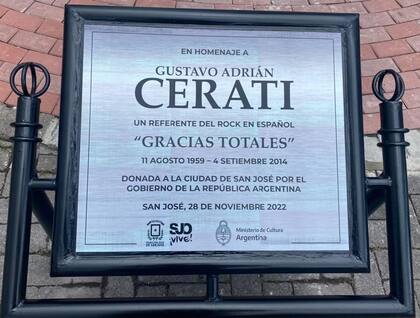 EN HOMENAJE A
GUSTAVO ADRIÁN
CERATI
UN REFERENTE DEL ROCK EN ESPAÑOL
“GRACIAS TOTALES”
11 AGOSTO 1959 – 4 SETIEMBRE 2014
DONADA A LA CIUDAD DE SAN JOSÉ POR EL
GOBIERNO DE LA REPÚBLICA ARGENTINA
SAN JOSÉ, 28 DE NOVIEMBRE 2022
SJO vive!
Ministerio de Cultura
Argentina